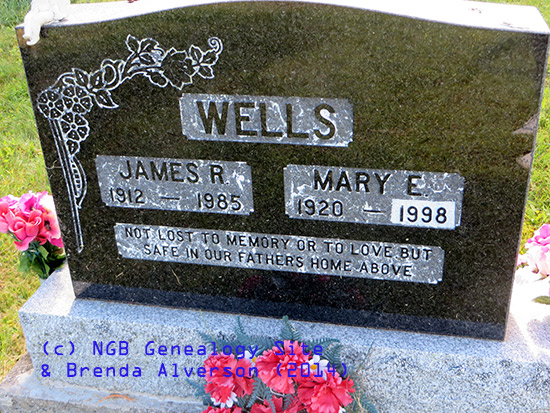 WELLS
JAMES R. MARY E.
1912 — 1985 1920 — 1998
NOT LOST TO MEMORY OR TO LOVE BUT
SAFE IN OUR FATHERS HOME ABOVE
(c) NGB Genealogy Site
& Brenda Alverson (2014)